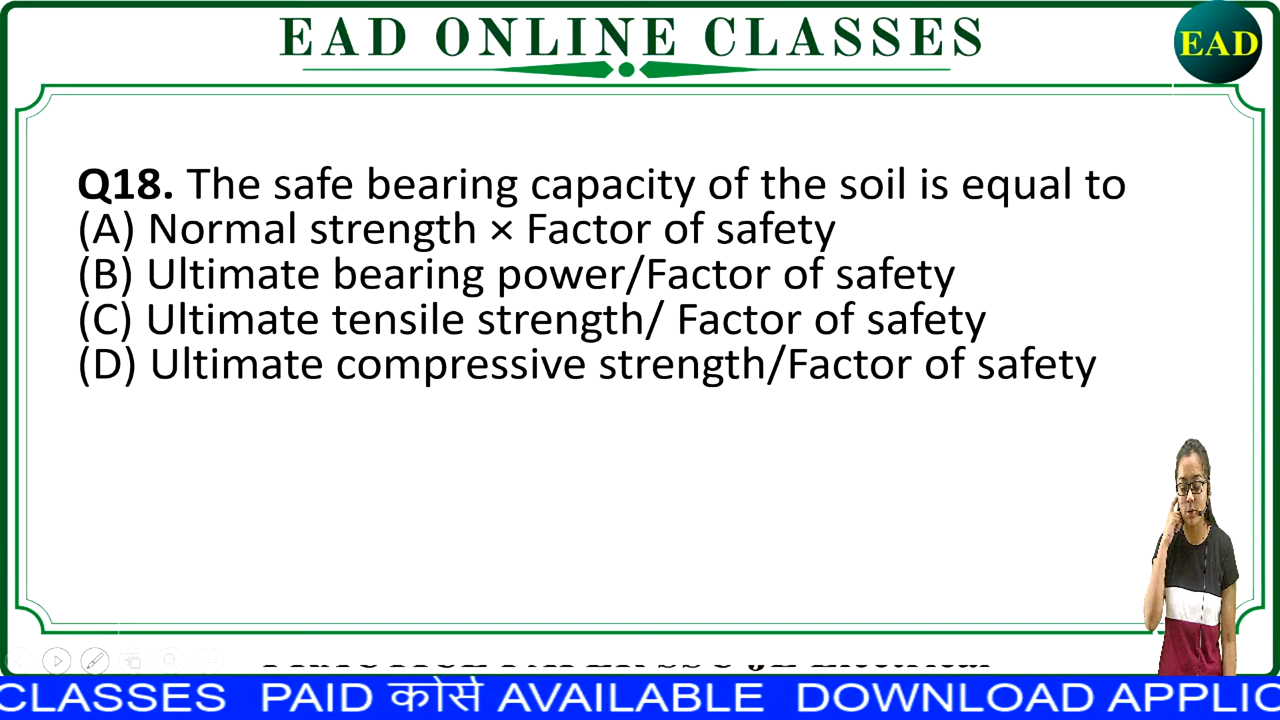 EAD ONLINE CLASSES
EAD
Q18. The safe bearing capacity of the soil is equal to
(A) Normal strength × Factor of safety
(B) Ultimate bearing power/Factor of safety
(C) Ultimate tensile strength/ Factor of safety
(D) Ultimate compressive strength/Factor of safety
CLASSES PAID कोर्स AVAILABLE DOWNLOAD APPLIC